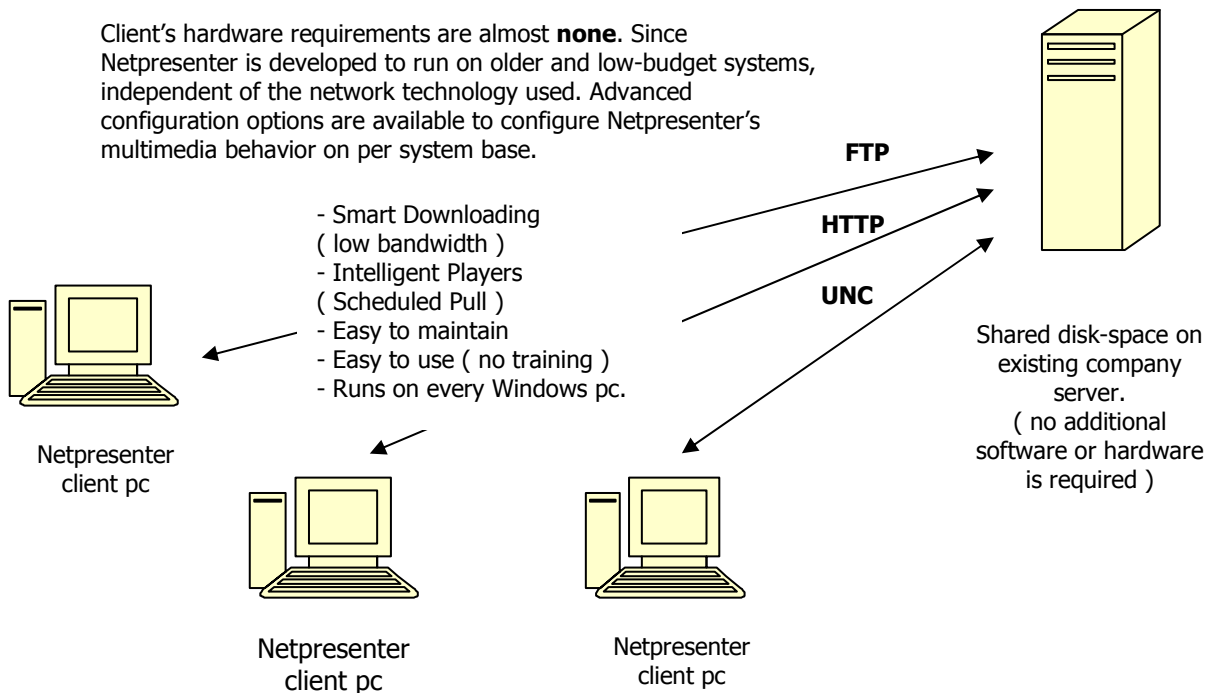 Client's hardware requirements are almost none. Since
Netpresenter is developed to run on older and low-budget systems,
independent of the network technology used. Advanced
configuration options are available to configure Netpresenter's
multimedia behavior on per system base.
FTP
HTTP
UNC
- Smart Downloading
( low bandwidth )
- Intelligent Players
( Scheduled Pull )
- Easy to maintain
- Easy to use ( no training )
- Runs on every Windows pc.
Shared disk-space on
existing company
server.
( no additional
software or hardware
is required )
Netpresenter
client pc
Netpresenter
client pc
Netpresenter
client pc